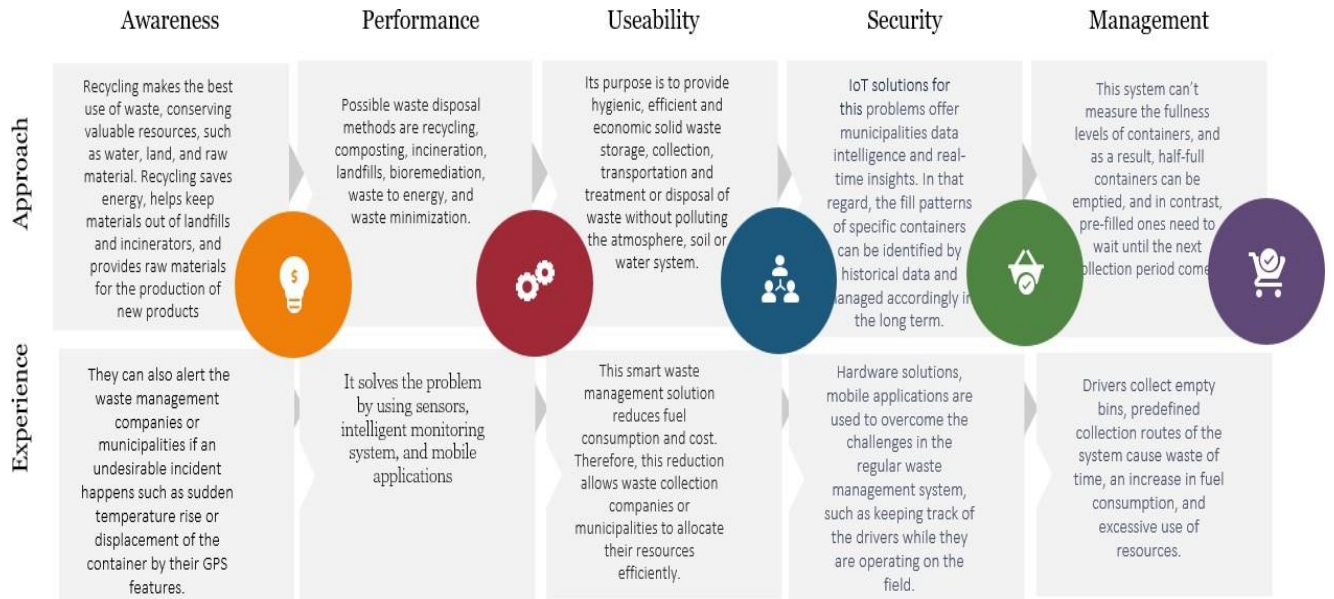 Awareness
Performance
Useability
Security
Management
Approach
Recycling makes the best
use of waste, conserving
valuable resources, such
as water, land, and raw
material. Recycling saves
energy, helps keep
materials out of landfills
and incinerators, and
provides raw materials
for the production of
new products
Possible waste disposal
methods are recycling,
composting, incineration,
landfills, bioremediation,
waste to energy, and
waste minimization.
Its purpose is to provide
hygienic, efficient and
economic solid waste
storage, collection,
transportation and
treatment or disposal of
waste without polluting
the atmosphere, soil or
water system.
IoT solutions for
this problems offer
municipalities data
intelligence and real-
time insights. In that
regard, the fill patterns
of specific containers
can be identified by
historical data and
anaged accordingly in
the long term.
This system can't
measure the fullness
levels of containers, and
as a result, half-full
containers can be
emptied, and in contrast,
pre-filled ones need to
wait until the next
ollection period come
$
Experience
They can also alert the
waste management
companies or
municipalities if an
undesirable incident
happens such as sudden
temperature rise or
displacement of the
container by their GPS
features.
It solves the problem
by using sensors,
intelligent monitoring
system, and mobile
applications
This smart waste
management solution
reduces fuel
consumption and cost.
Therefore, this reduction
allows waste collection
companies or
municipalities to allocate
their resources
efficiently.
Hardware solutions,
mobile applications are
used to overcome the
challenges in the
regular waste
management system,
such as keeping track of
the drivers while they
are operating on the
field.
Drivers collect empty
bins, predefined
collection routes of the
system cause waste of
time, an increase in fuel
consumption, and
excessive use of
resources.